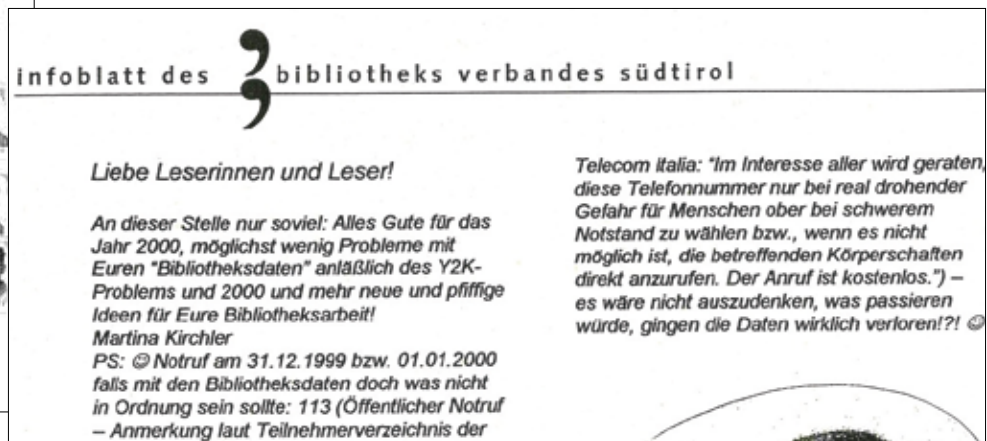 infoblatt des bibliotheks verbandes südtirol
Liebe Leserinnen und Leser!
An dieser Stelle nur soviel: Alles Gute für das
Jahr 2000, möglichst wenig Probleme mit
Euren "Bibliotheksdaten" anläßlich des Y2K-
Problems und 2000 und mehr neue und pfiffige
Ideen für Eure Bibliotheksarbeit!
Martina Kirchler
PS: ☺ Notruf am 31.12.1999 bzw. 01.01.2000
falls mit den Bibliotheksdaten doch was nicht
in Ordnung sein sollte: 113 (Öffentlicher Notruf
– Anmerkung laut Teilnehmerverzeichnis der
Telecom Italia: "Im Interesse aller wird geraten,
diese Telefonnummer nur bei real drohender
Gefahr für Menschen ober bei schwerem
Notstand zu wählen bzw., wenn es nicht
möglich ist, die betreffenden Körperschaften
direkt anzurufen. Der Anruf ist kostenlos.") –
es wäre nicht auszudenken, was passieren
würde, gingen die Daten wirklich verloren!?! ☺